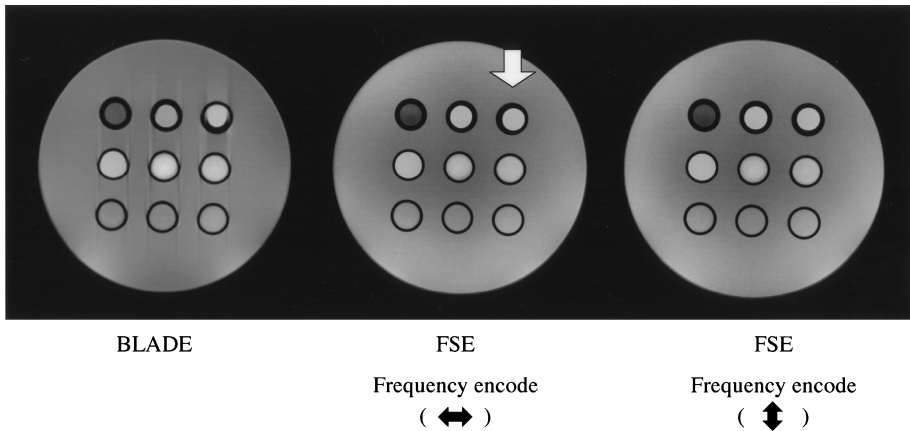 BLADE
FSE
Frequency encode
( ⬌ )
FSE
Frequency encode
( ⬍ )